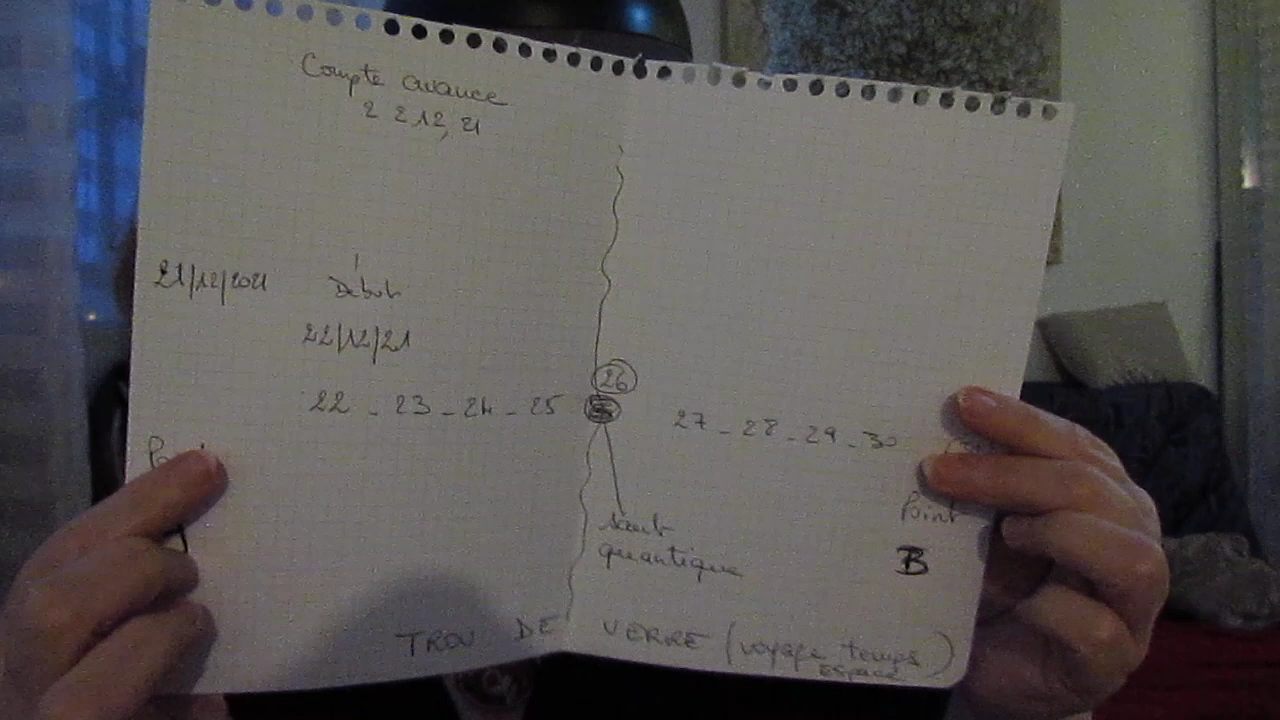 Compte avance
2 2 12, 21
21/12/2021
Début
22/12/21
26
22 - 23 - 24 - 25
27 - 28 - 29 - 30
Point
B
saut
quantique
TROU DE VERRE (voyage temps
espace)